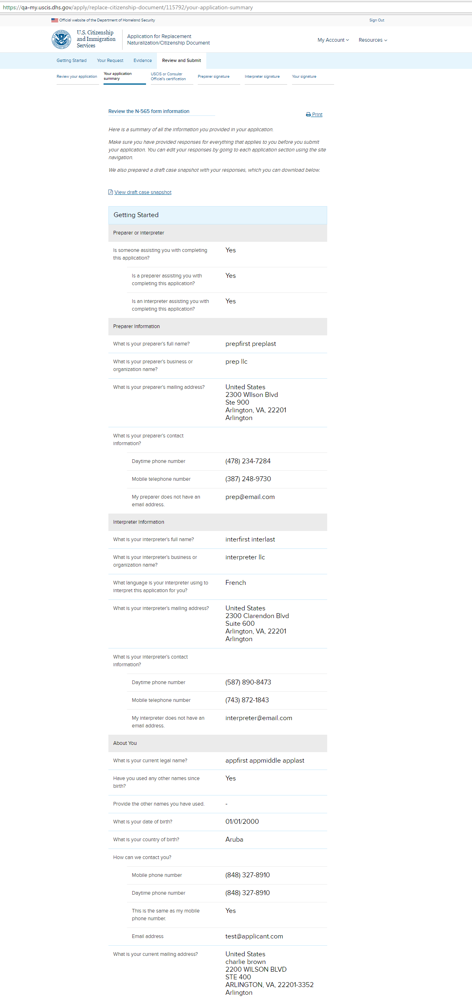 https://qa-my.uscis.dhs.gov/apply/replace-citizenship-document/115792/your-application-summary
Official website of the Department of Homeland Security
Sign Out
U.S. Citizenship
and Immigration
Services
Application for Replacement
Naturalization/Citizenship Document
My Account
Resources
Getting Started
Your Request
Evidence
Review and Submit
Review your application
Your application
summary
USCIS or Consular
Official's certification
Preparer signature
Interpreter signature
Your signature
Review the N-565 form information
Print
Here is a summary of all the information you provided in your application.
Make sure you have provided responses for everything that applies to you before you submit
your application. You can edit your responses by going to each application section using the site
navigation.
We also prepared a draft case snapshot with your responses, which you can download below.
View draft case snapshot
Getting Started
Preparer or interpreter
Is someone assisting you with completing
this application?
Yes
Is a preparer assisting you with
completing this application?
Yes
Is an interpreter assisting you with
completing this application?
Yes
Preparer Information
What is your preparer's full name?
prepfirst preplast
What is your preparer's business or
organization name?
prep llc
What is your preparer's mailing address?
United States
2300 WIlson Blvd
Ste 900
Arlington, VA, 22201
Arlington
What is your preparer's contact
information?
Daytime phone number
(478) 234-7284
Mobile telephone number
(387) 248-9730
My preparer does not have an
email address.
prep@email.com
Interpreter Information
What is your interpreter's full name?
interfirst interlast
What is your interpreter's business or
organization name?
interpreter llc
What language is your interpreter using to
interpret this application for you?
French
What is your interpreter's mailing address?
United States
2300 Clarendon Blvd
Suite 600
Arlington, VA, 22201
Arlington
What is your interpreter's contact
information?
Daytime phone number
(587) 890-8473
Mobile telephone number
(743) 872-1843
My interpreter does not have an
email address.
interpreter@email.com
About You
What is your current legal name?
appfirst appmiddle applast
Have you used any other names since
birth?
Yes
Provide the other names you have used.
-
What is your date of birth?
01/01/2000
What is your country of birth?
Aruba
How can we contact you?
Mobile phone number
(848) 327-8910
Daytime phone number
(848) 327-8910
This is the same as my mobile
phone number.
Yes
Email address
test@applicant.com
What is your current mailing address?
United States
charlie brown
2200 WILSON BLVD
STE 400
ARLINGTON, VA, 22201-3352
Arlington